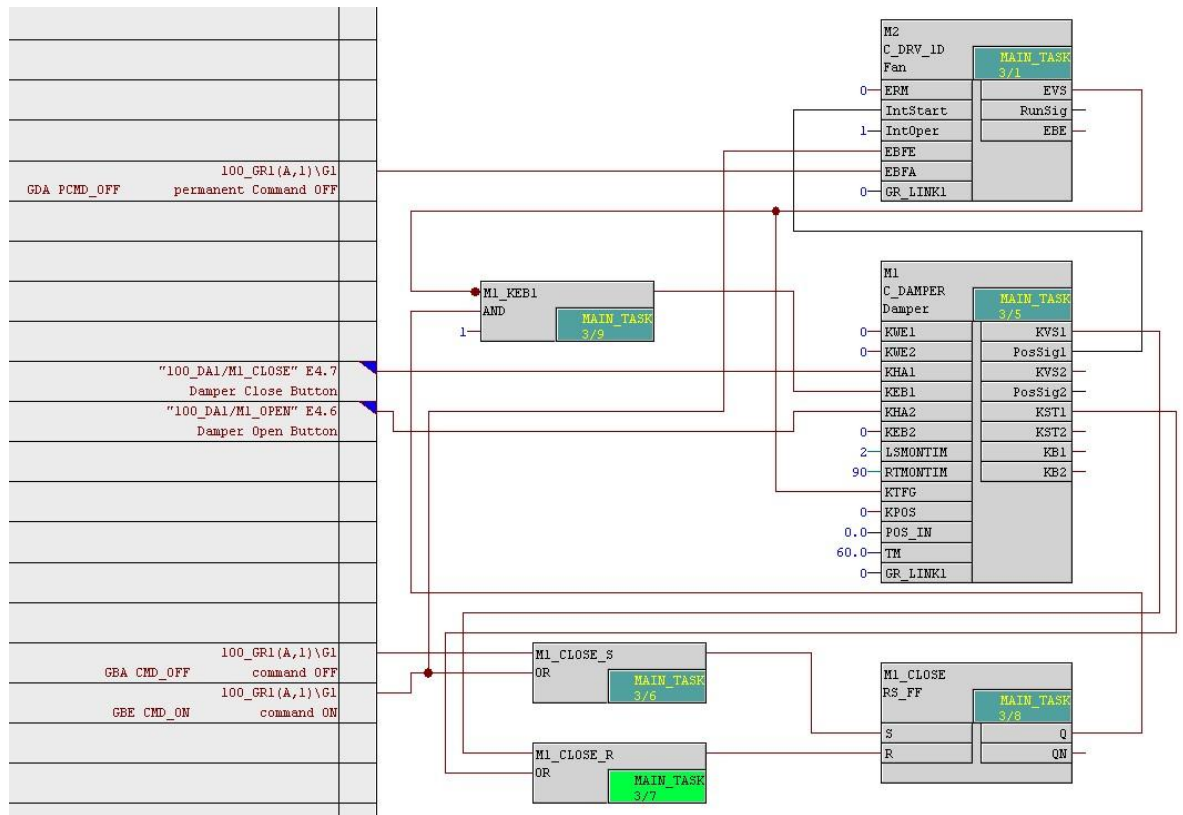 M2
C_DRV_1D
Fan
MAIN_TASK
3/1
0 ERM EVS
IntStart RunSig
1 IntOper EBE
EBFE
EBFA
0 GR_LINK1
100_GR1(A,1)\G1
GDA PCMD_OFF permanent Command OFF
M1_KEB1
AND
MAIN_TASK
3/9
1
M1
C_DAMPER
Damper
MAIN_TASK
3/5
0 KWE1 KVS1
0 KWE2 PosSig1
KHA1 KVS2
KEB1 PosSig2
KHA2 KST1
0 KEB2 KST2
2 LSMONTIM KB1
90 RTMONTIM KB2
KTFG
0 KPOS
0.0 POS_IN
60.0 TM
0 GR_LINK1
"100_DA1/M1_CLOSE" E4.7
Damper Close Button
"100_DA1/M1_OPEN" E4.6
Damper Open Button
100_GR1(A,1)\G1
GBA CMD_OFF command OFF
100_GR1(A,1)\G1
GBE CMD_ON command ON
M1_CLOSE_S
OR
MAIN_TASK
3/6
M1_CLOSE_R
OR
MAIN_TASK
3/7
M1_CLOSE
RS_FF
MAIN_TASK
3/8
S Q
R QN